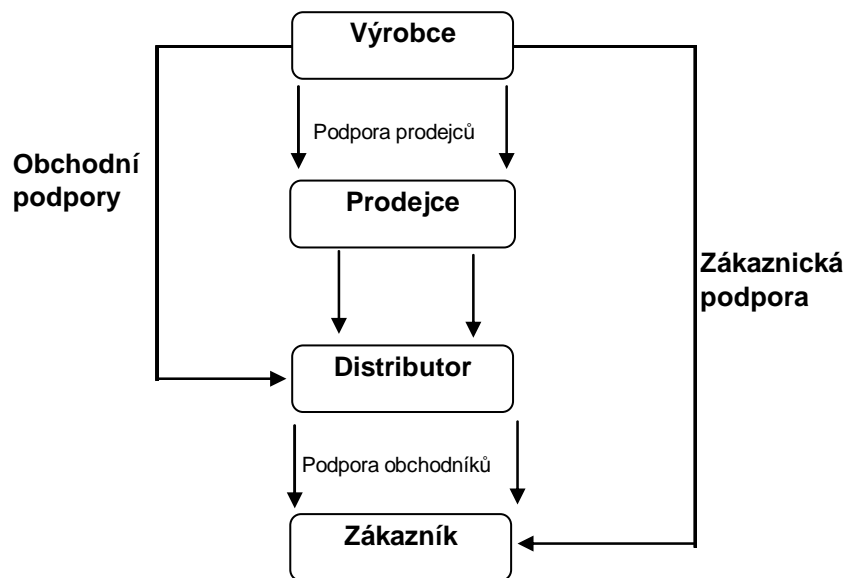 Výrobce
Podpora prodejců
Obchodní
podpory
Prodejce
Zákaznická
podpora
Distributor
Podpora obchodníků
Zákazník